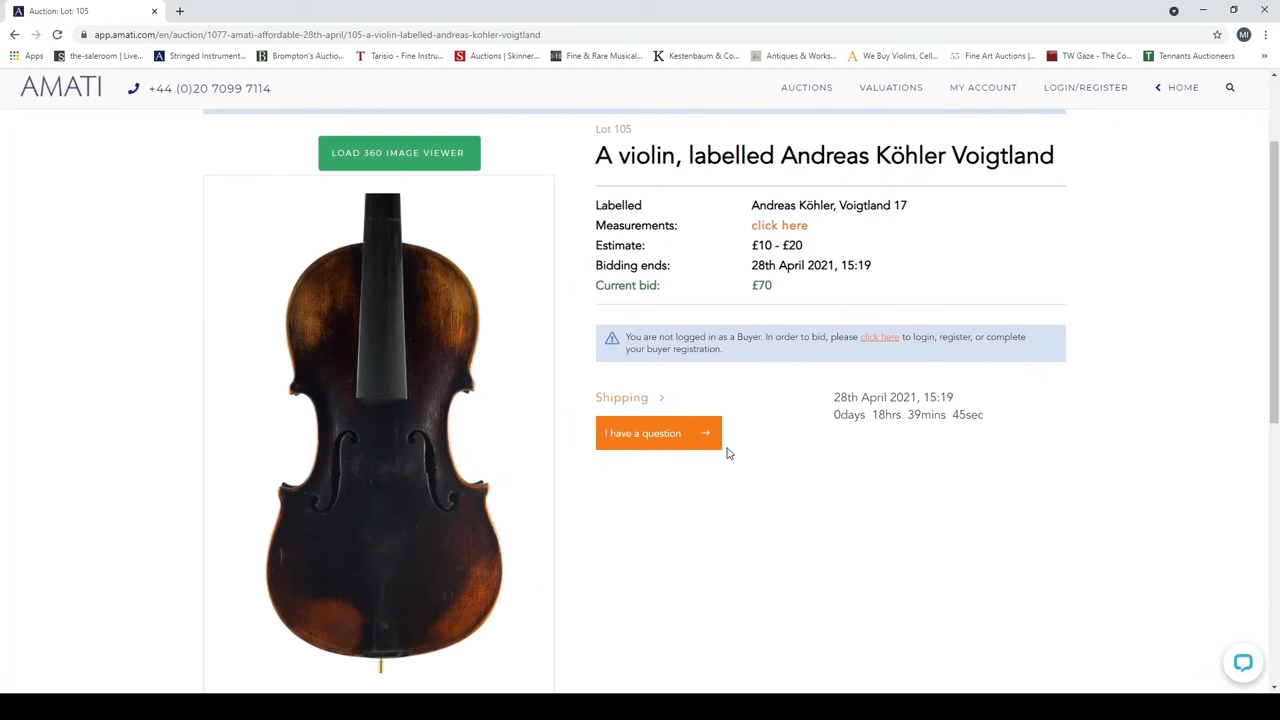 Auction: Lot: 105
app.amati.com/en/auction/1077-amati-affordable-28th-april/105-a-violin-labelled-andreas-kohler-voigtland
MI
Apps
the-saleroom | Live...
Stringed Instrument...
Brompton's Auctio...
Tarisio - Fine Instru...
Auctions | Skinner...
Fine & Rare Musical...
Kestenbaum & Co...
Antiques & Works...
We Buy Violins, Cell...
Fine Art Auctions |...
TW Gaze - The Co...
Tennants Auctioneers
AMATI
+44 (0)20 7099 7114
AUCTIONS
VALUATIONS
MY ACCOUNT
LOGIN/REGISTER
HOME
LOAD 360 IMAGE VIEWER
Lot 105
A violin, labelled Andreas Köhler Voigtland
Labelled Andreas Köhler, Voigtland 17
Measurements: click here
Estimate: £10 - £20
Bidding ends: 28th April 2021, 15:19
Current bid: £70
You are not logged in as a Buyer. In order to bid, please click here to login, register, or complete
your buyer registration.
Shipping
28th April 2021, 15:19
0days 18hrs 39mins 45sec
I have a question